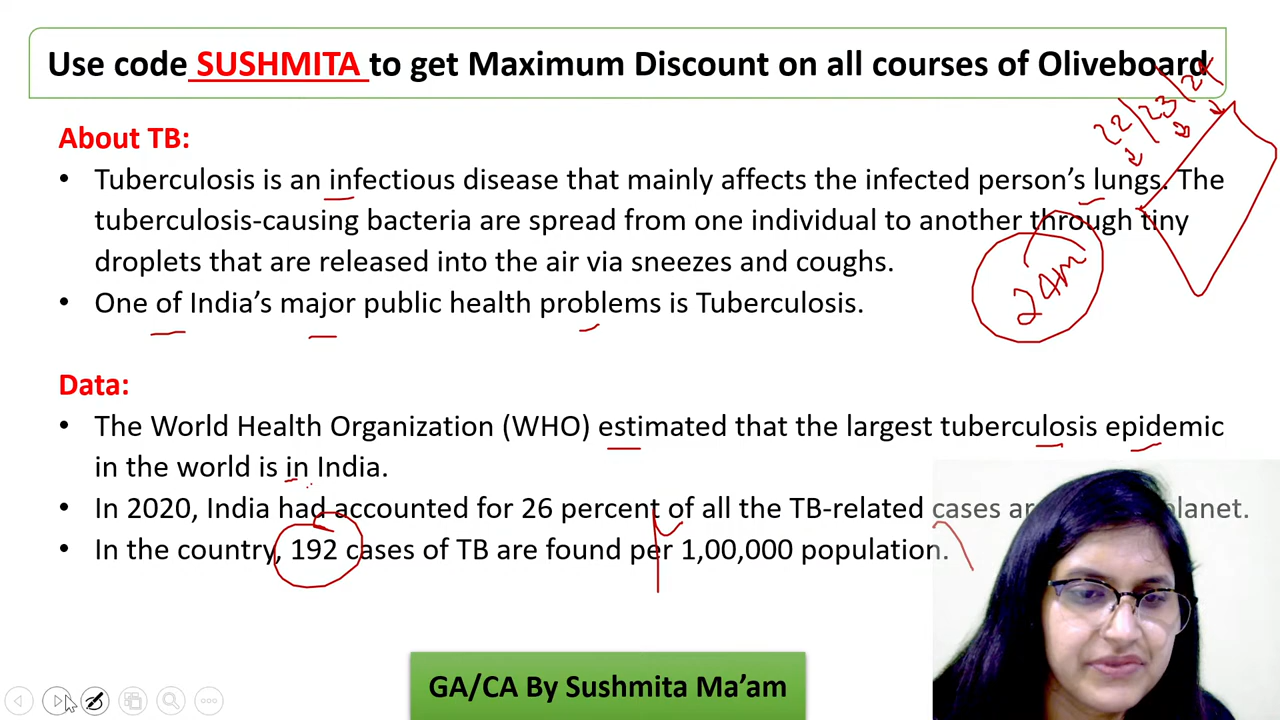 Use code SUSHMITA to get Maximum Discount on all courses of Oliveboard
22/23/24
About TB:
• Tuberculosis is an infectious disease that mainly affects the infected person's lungs. The
tuberculosis-causing bacteria are spread from one individual to another through tiny
droplets that are released into the air via sneezes and coughs.
24m
• One of India's major public health problems is Tuberculosis.
Data:
• The World Health Organization (WHO) estimated that the largest tuberculosis epidemic
in the world is in India.
• In 2020, India had accounted for 26 percent of all the TB-related cases planet.
• In the country, 192 cases of TB are found per 1,00,000 population.
GA/CA By Sushmita Ma'am